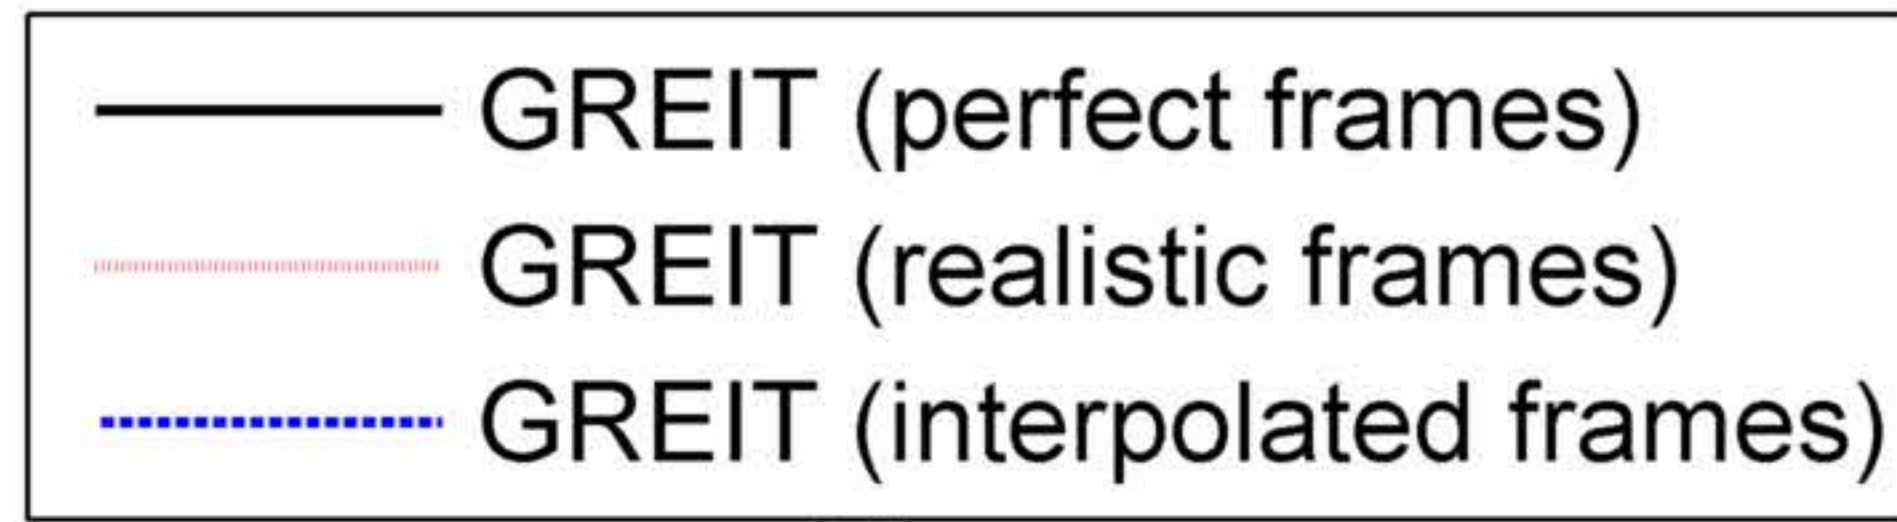 GREIT (perfect frames)
GREIT (realistic frames)
GREIT (interpolated frames)